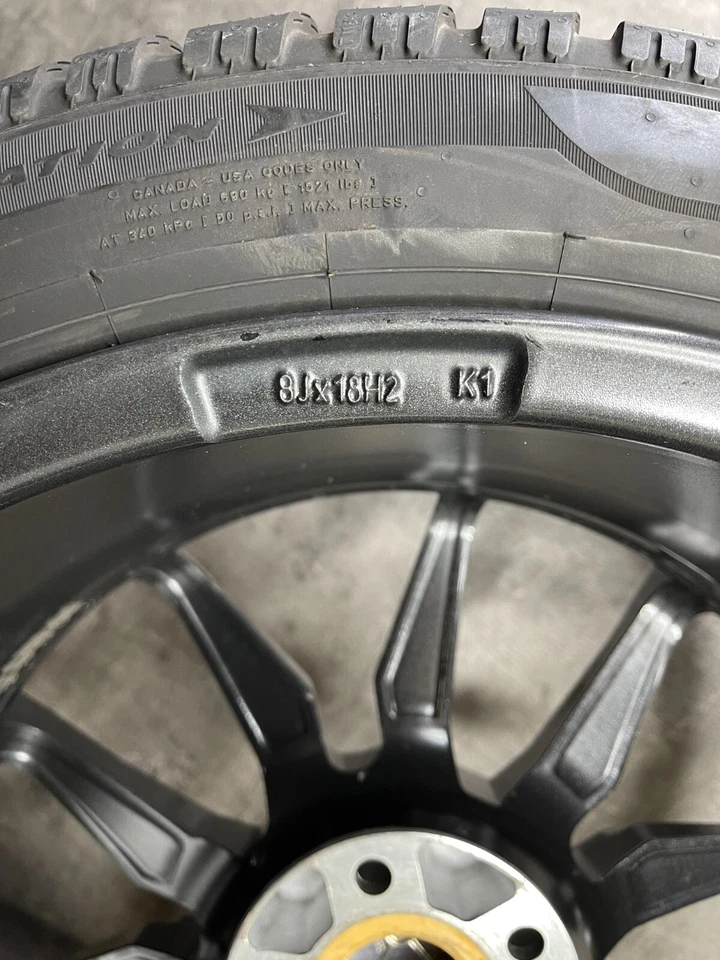 ATION
CANADA - USA CODES ONLY
MAX. LOAD 690 kg [ 1521 lbs ]
AT 340 kPa [ 50 p.s.i. ] MAX. PRESS.
8Jx18H2 K1